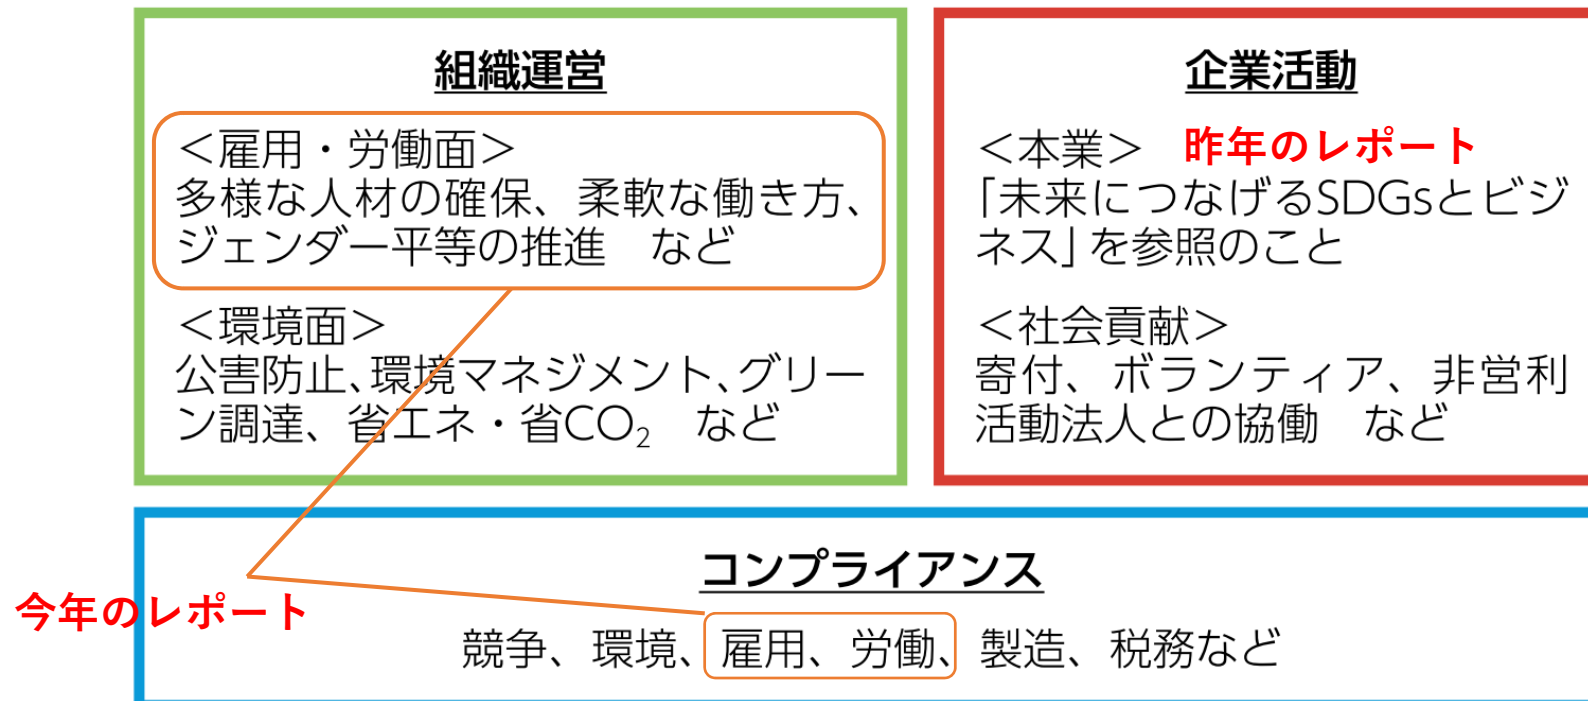 組織運営
<雇用・労働面>
多様な人材の確保、柔軟な働き方、
ジェンダー平等の推進　など
<環境面>
公害防止、環境マネジメント、グリー
ン調達、省エネ・省CO₂　など
企業活動
<本業>　昨年のレポート
「未来につなげるSDGsとビジ
ネス」を参照のこと
<社会貢献>
寄付、ボランティア、非営利
活動法人との協働　など
コンプライアンス
今年のレポート
競争、環境、雇用、労働、製造、税務など